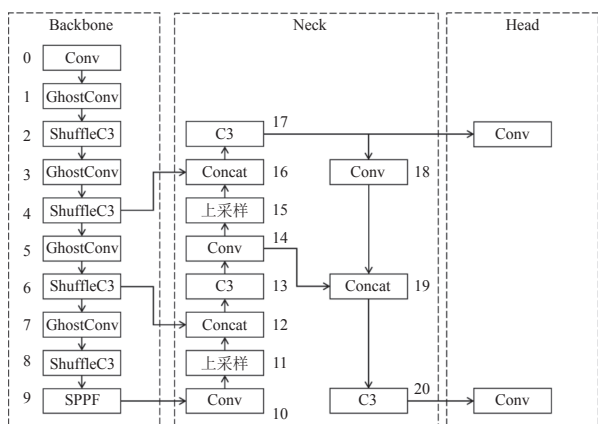 Backbone
Neck
Head
0 Conv
1 GhostConv
2 ShuffleC3
3 GhostConv
4 ShuffleC3
5 GhostConv
6 ShuffleC3
7 GhostConv
8 ShuffleC3
9 SPPF
C3 17
Concat 16
上采样 15
Conv 14
C3 13
Concat 12
上采样 11
Conv 10
Conv 18
Concat 19
C3 20
Conv
Conv